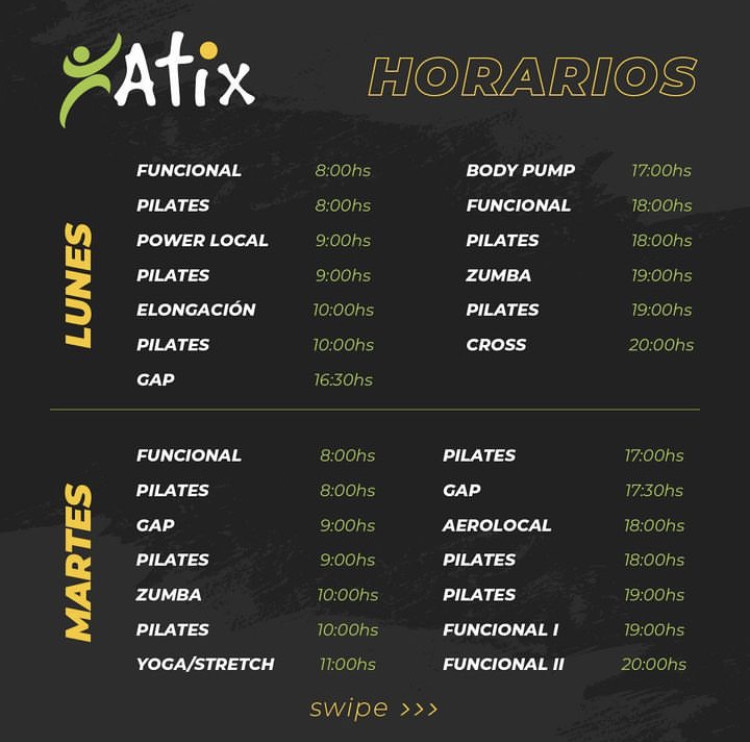 Atix
HORARIOS
LUNES
FUNCIONAL 8:00hs
PILATES 8:00hs
POWER LOCAL 9:00hs
PILATES 9:00hs
ELONGACIÓN 10:00hs
PILATES 10:00hs
GAP 16:30hs
BODY PUMP 17:00hs
FUNCIONAL 18:00hs
PILATES 18:00hs
ZUMBA 19:00hs
PILATES 19:00hs
CROSS 20:00hs
MARTES
FUNCIONAL 8:00hs
PILATES 8:00hs
GAP 9:00hs
PILATES 9:00hs
ZUMBA 10:00hs
PILATES 10:00hs
YOGA/STRETCH 11:00hs
PILATES 17:00hs
GAP 17:30hs
AEROLOCAL 18:00hs
PILATES 18:00hs
PILATES 19:00hs
FUNCIONAL I 19:00hs
FUNCIONAL II 20:00hs
swipe >>>